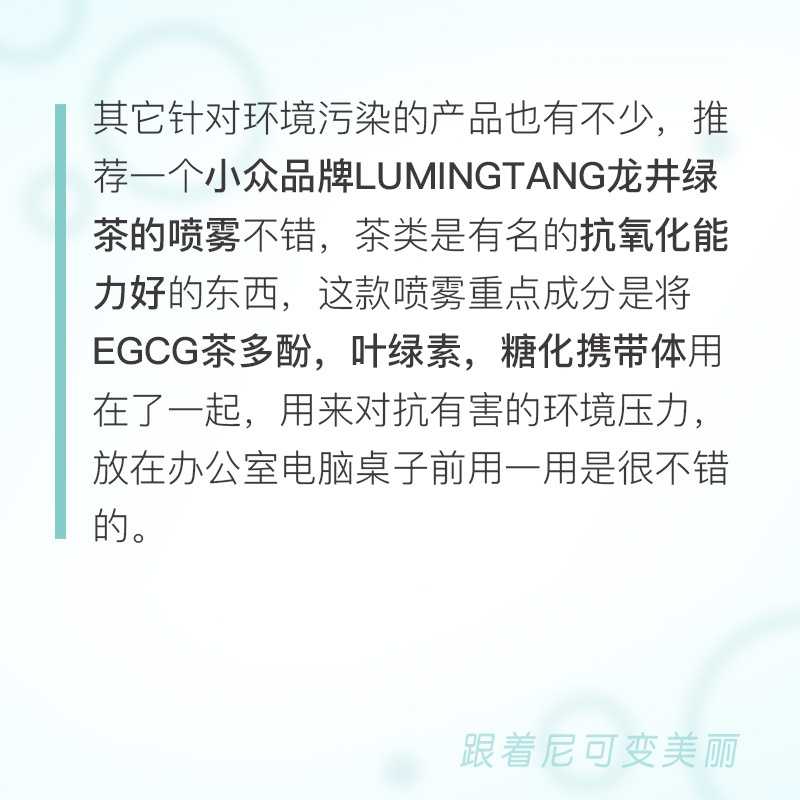 其它针对环境污染的产品也有不少，推
荐一个小众品牌LUMINGTANG龙井绿
茶的喷雾不错，茶类是有名的抗氧化能
力好的东西，这款喷雾重点成分是将
EGCG茶多酚，叶绿素，糖化携带体用
在了一起，用来对抗有害的环境压力，
放在办公室电脑桌子前用一用是很不错
的。
跟着尼可变美丽